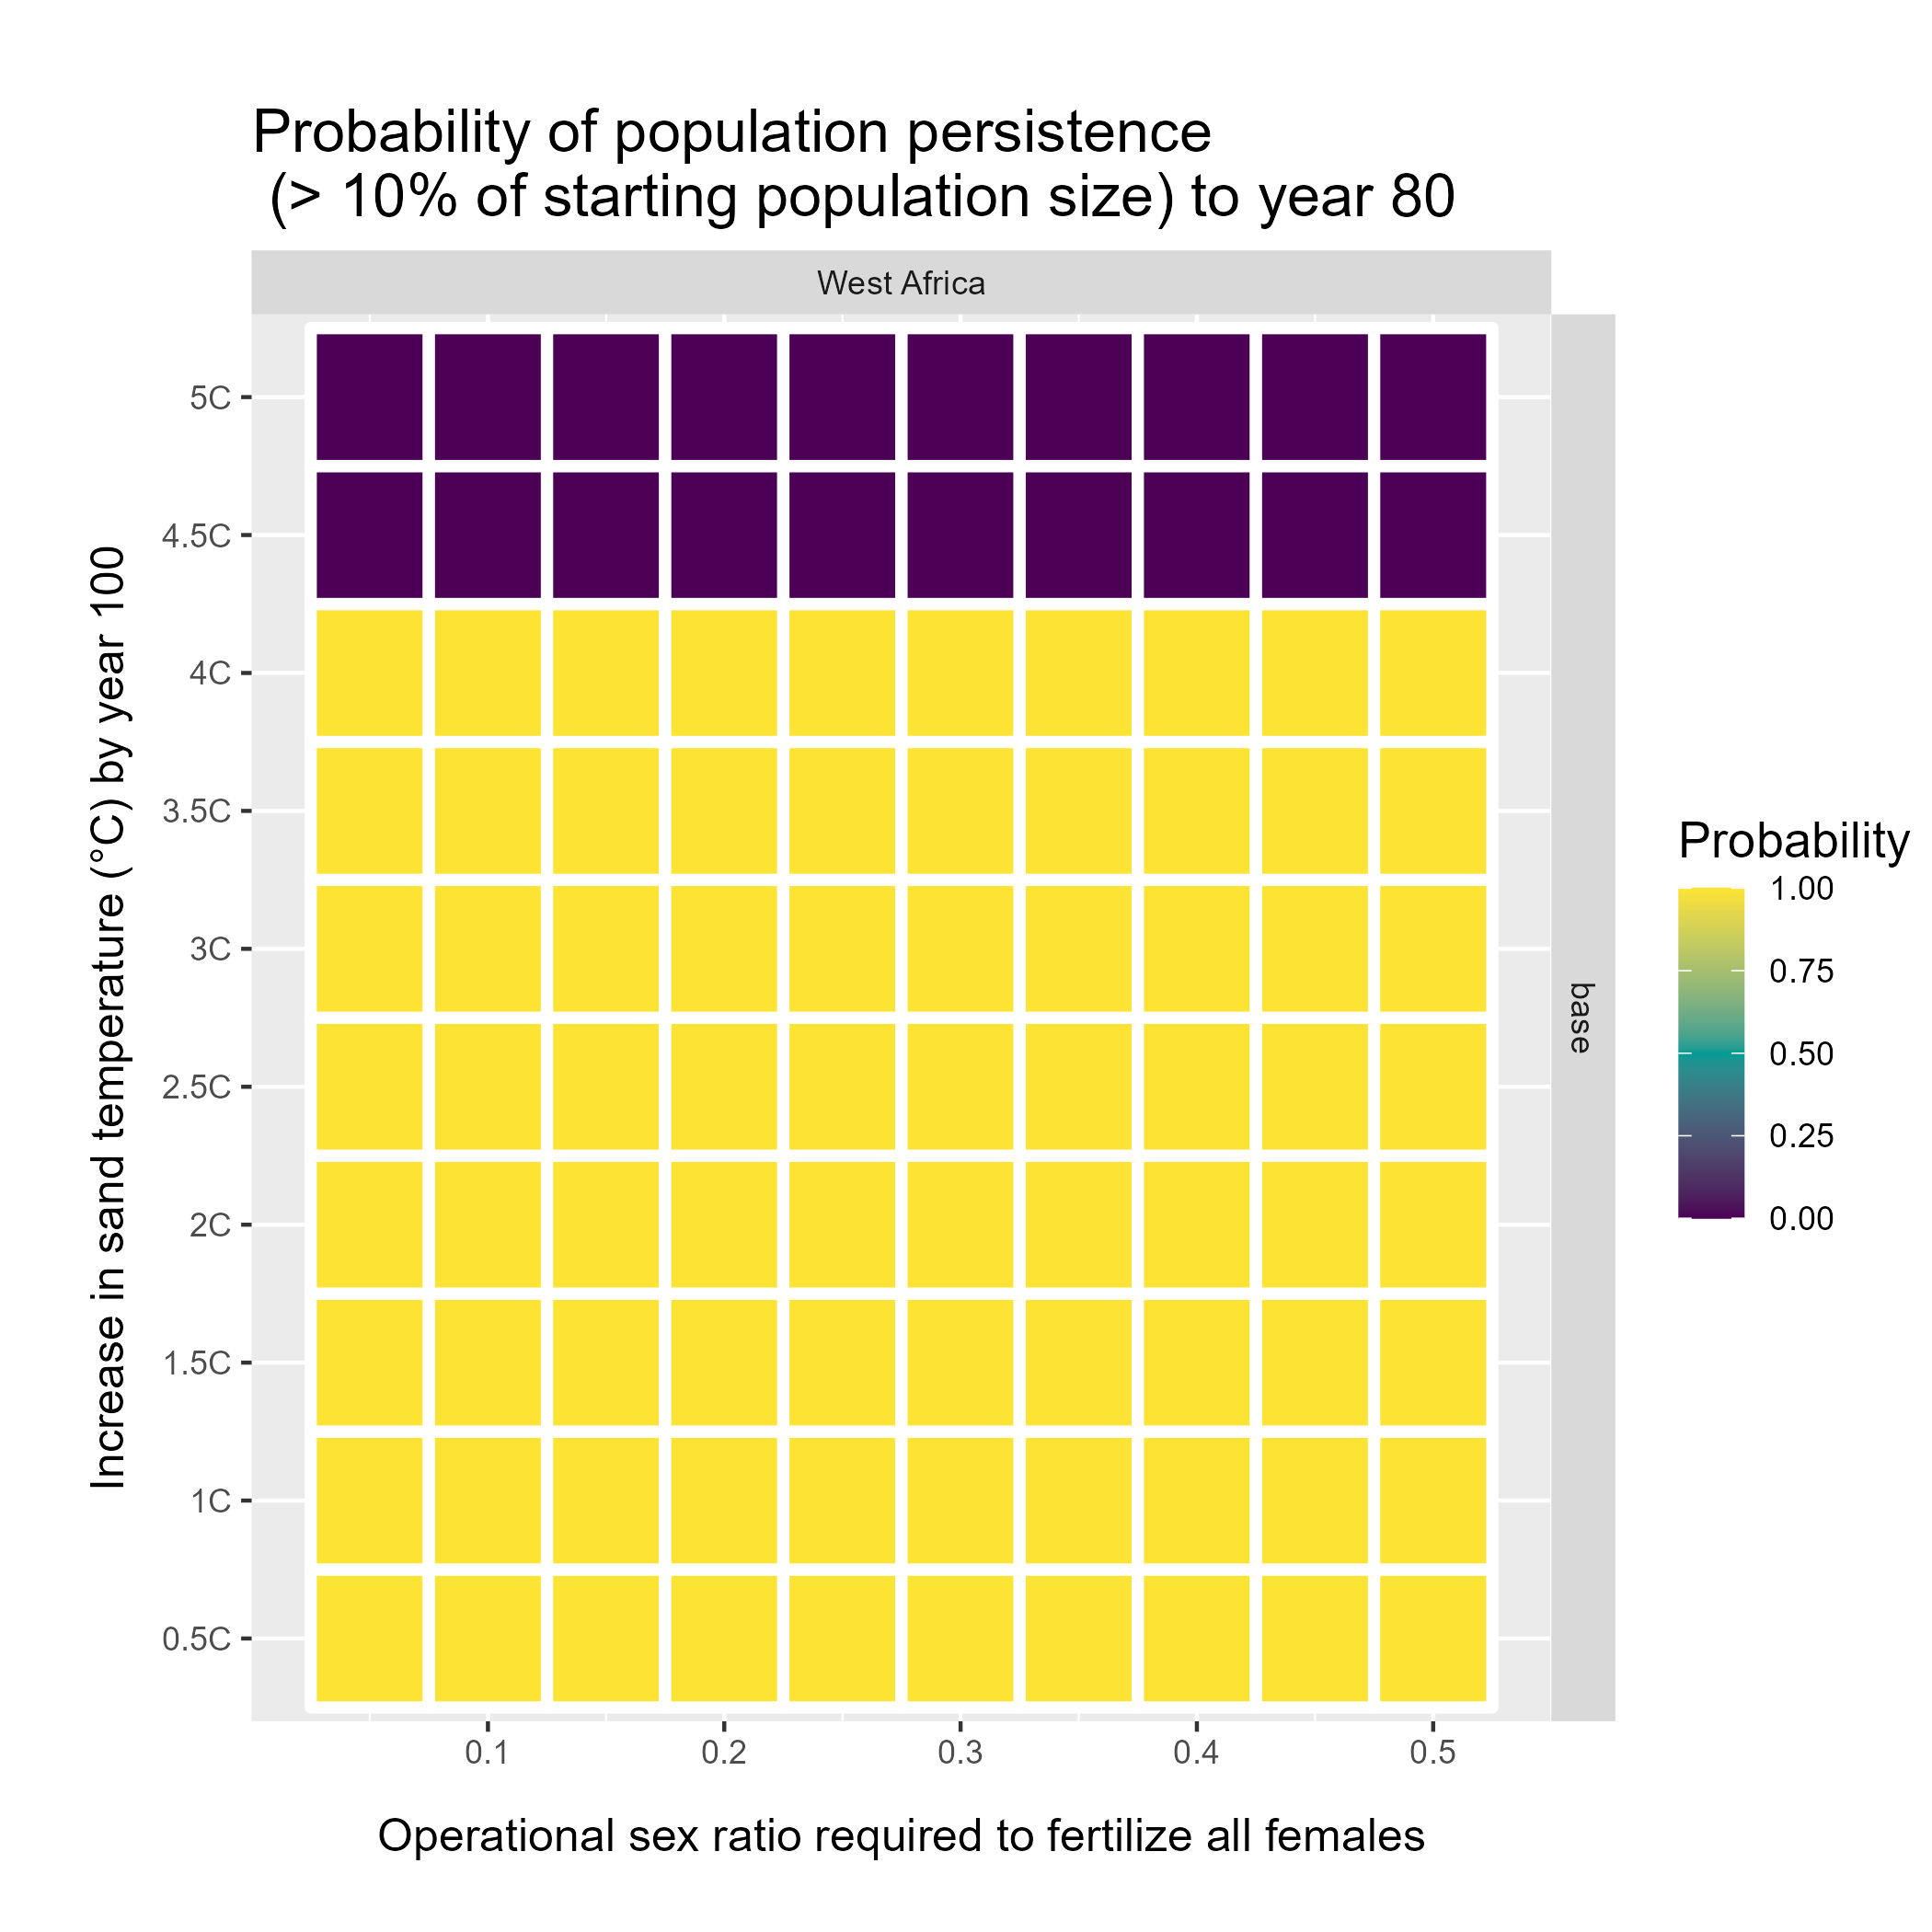 Probability of population persistence
(> 10% of starting population size) to year 80
West Africa
base
Increase in sand temperature (°C) by year 100
5C
4.5C
4C
3.5C
3C
2.5C
2C
1.5C
1C
0.5C
0.1
0.2
0.3
0.4
0.5
Operational sex ratio required to fertilize all females
Probability
1.00
0.75
0.50
0.25
0.00